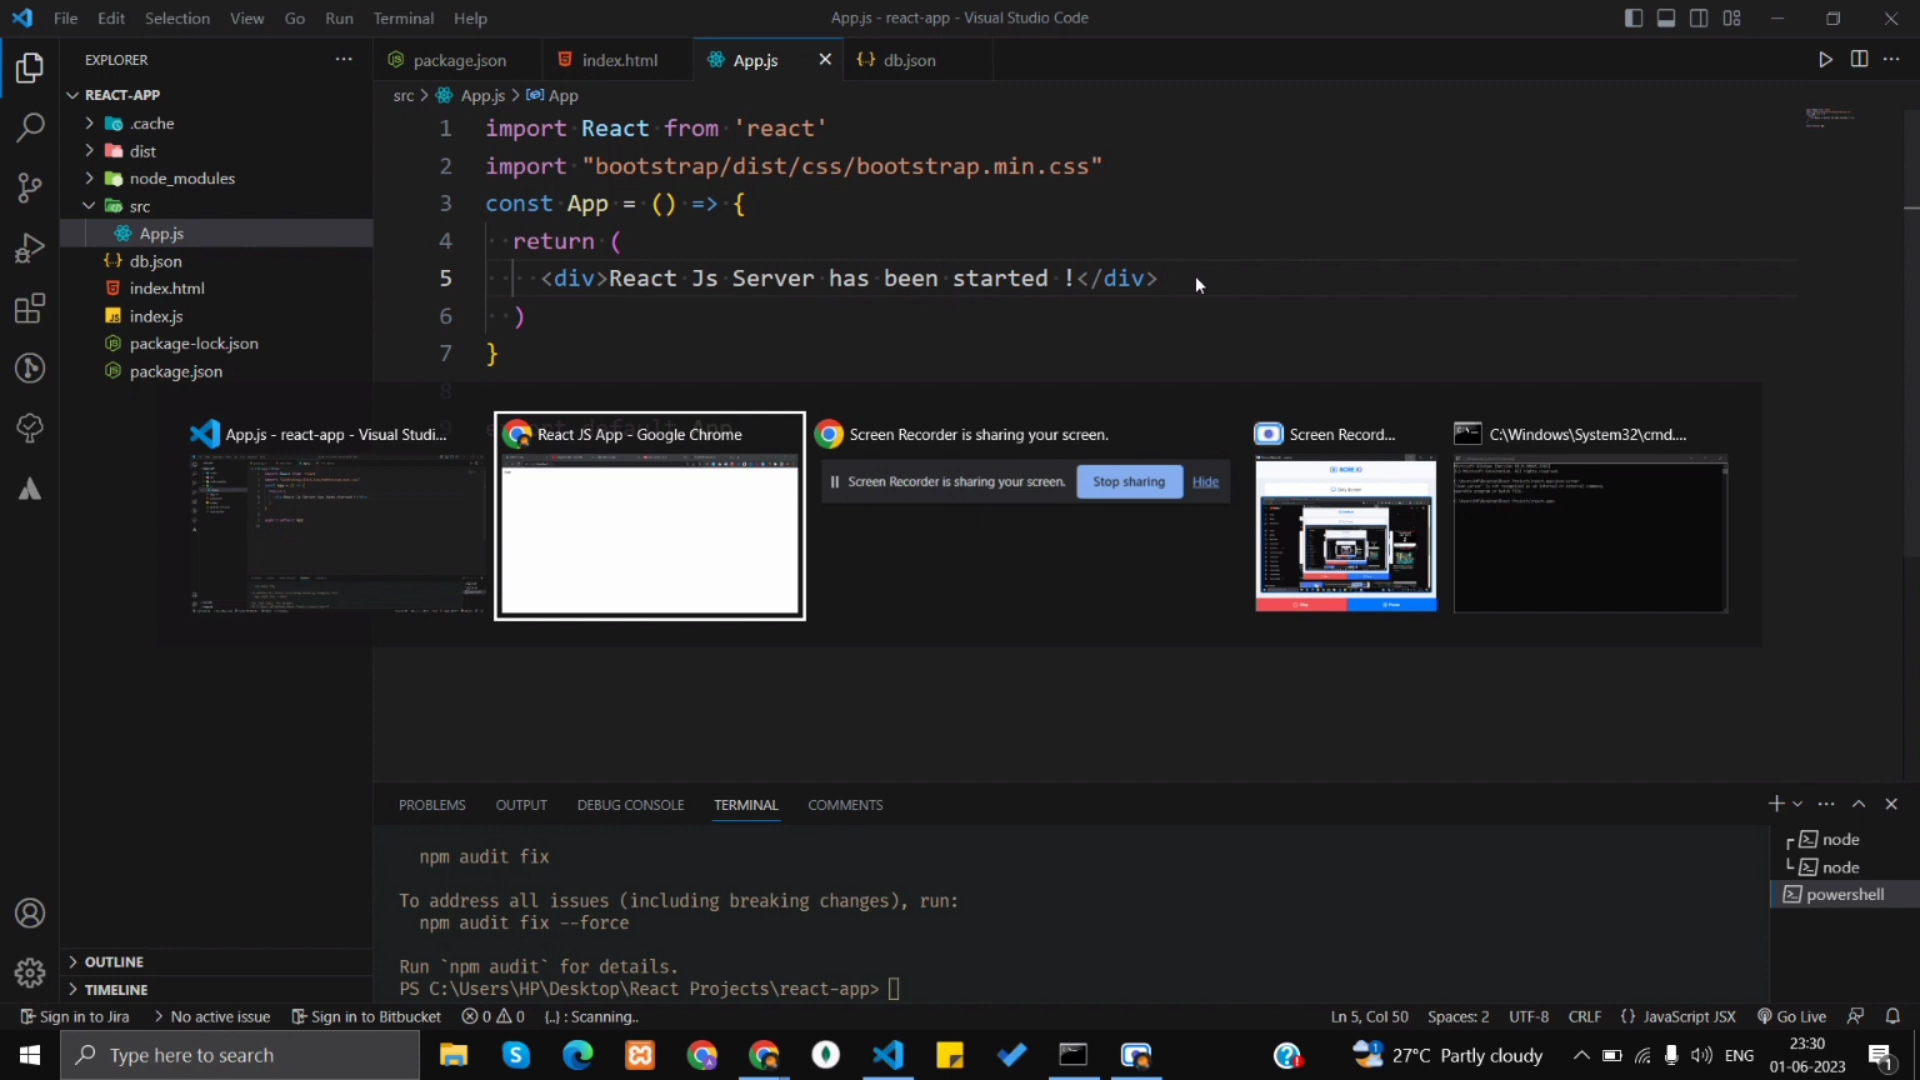 File Edit Selection View Go Run Terminal Help
App.js - react-app - Visual Studio Code
EXPLORER
package.json
index.html
App.js
db.json
REACT-APP
.cache
dist
node_modules
src
App.js
db.json
index.html
index.js
package-lock.json
package.json
src > App.js > App
1 import React from 'react'
2 import "bootstrap/dist/css/bootstrap.min.css"
3 const App = () => {
4 return (
5 <div>React Js Server has been started !</div>
6 )
7 }
8
9 export default App
App.js - react-app - Visual Studi...
React JS App - Google Chrome
Screen Recorder is sharing your screen.
Screen Record...
C:\Windows\System32\cmd....
Screen Recorder is sharing your screen.
Stop sharing
Hide
PROBLEMS OUTPUT DEBUG CONSOLE TERMINAL COMMENTS
npm audit fix
To address all issues (including breaking changes), run:
npm audit fix --force
Run `npm audit` for details.
PS C:\Users\HP\Desktop\React Projects\react-app>
node
node
powershell
OUTLINE
TIMELINE
Sign in to Jira
No active issue
Sign in to Bitbucket
0 0
{..} : Scanning..
Ln 5, Col 50
Spaces: 2
UTF-8
CRLF
{} JavaScript JSX
Go Live
Type here to search
27°C Partly cloudy
ENG
23:30
01-06-2023
1